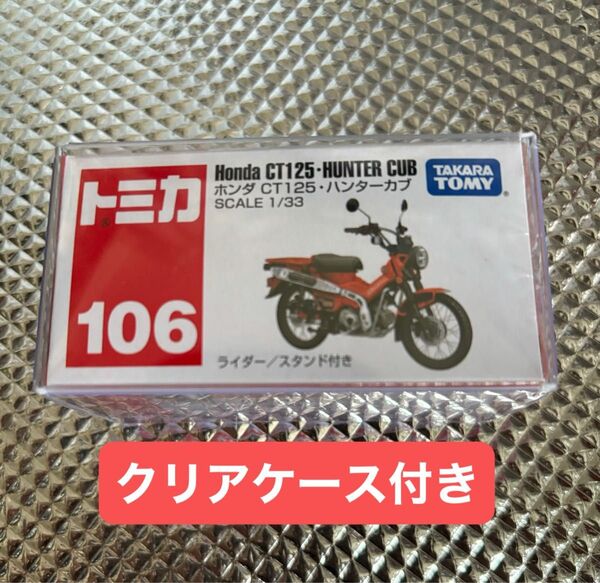 トミカ®
106
Honda CT125・HUNTER CUB
ホンダ CT125・ハンターカブ
SCALE 1/33
TAKARA
TOMY®
ライダー/スタンド付き
クリアケース付き